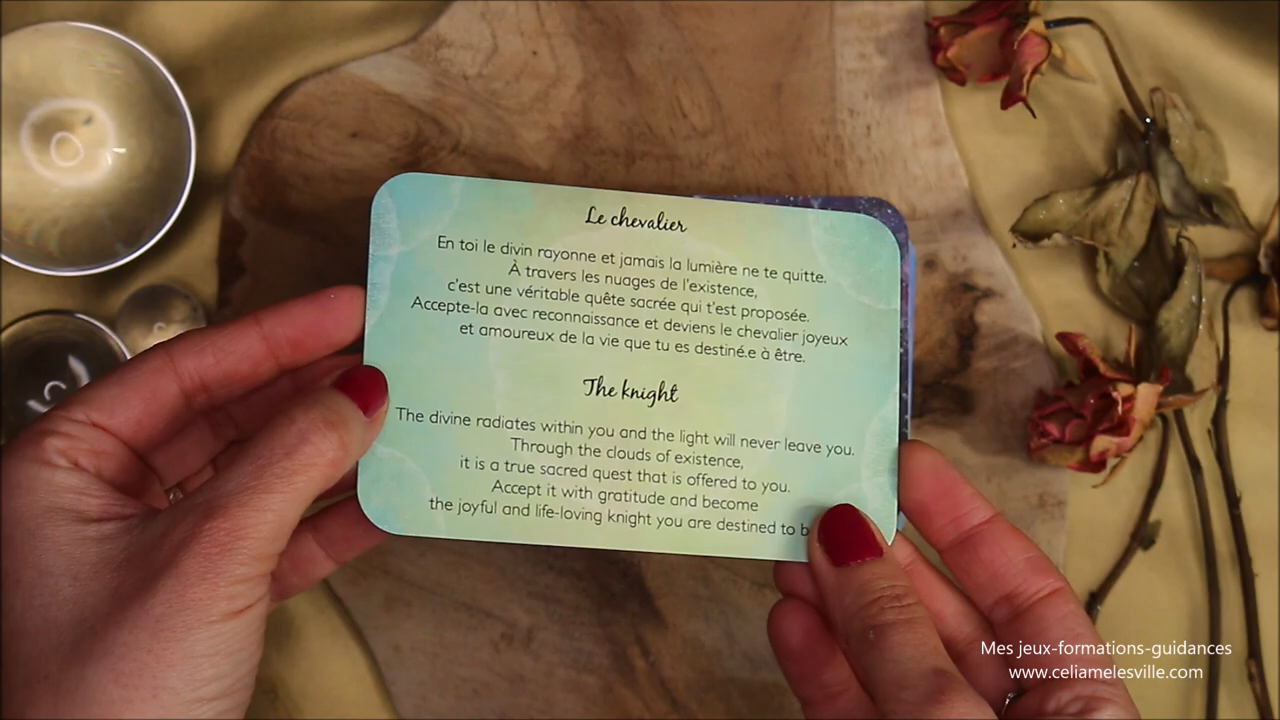 Le chevalier
En toi le divin rayonne et jamais la lumière ne te quitte.
À travers les nuages de l'existence,
c'est une véritable quête sacrée qui t'est proposée.
Accepte-la avec reconnaissance et deviens le chevalier joyeux
et amoureux de la vie que tu es destiné.e à être.
The knight
The divine radiates within you and the light will never leave you.
Through the clouds of existence,
it is a true sacred quest that is offered to you.
Accept it with gratitude and become
the joyful and life-loving knight you are destined to
Mes jeux-formations-guidances
www.celiamelesville.com